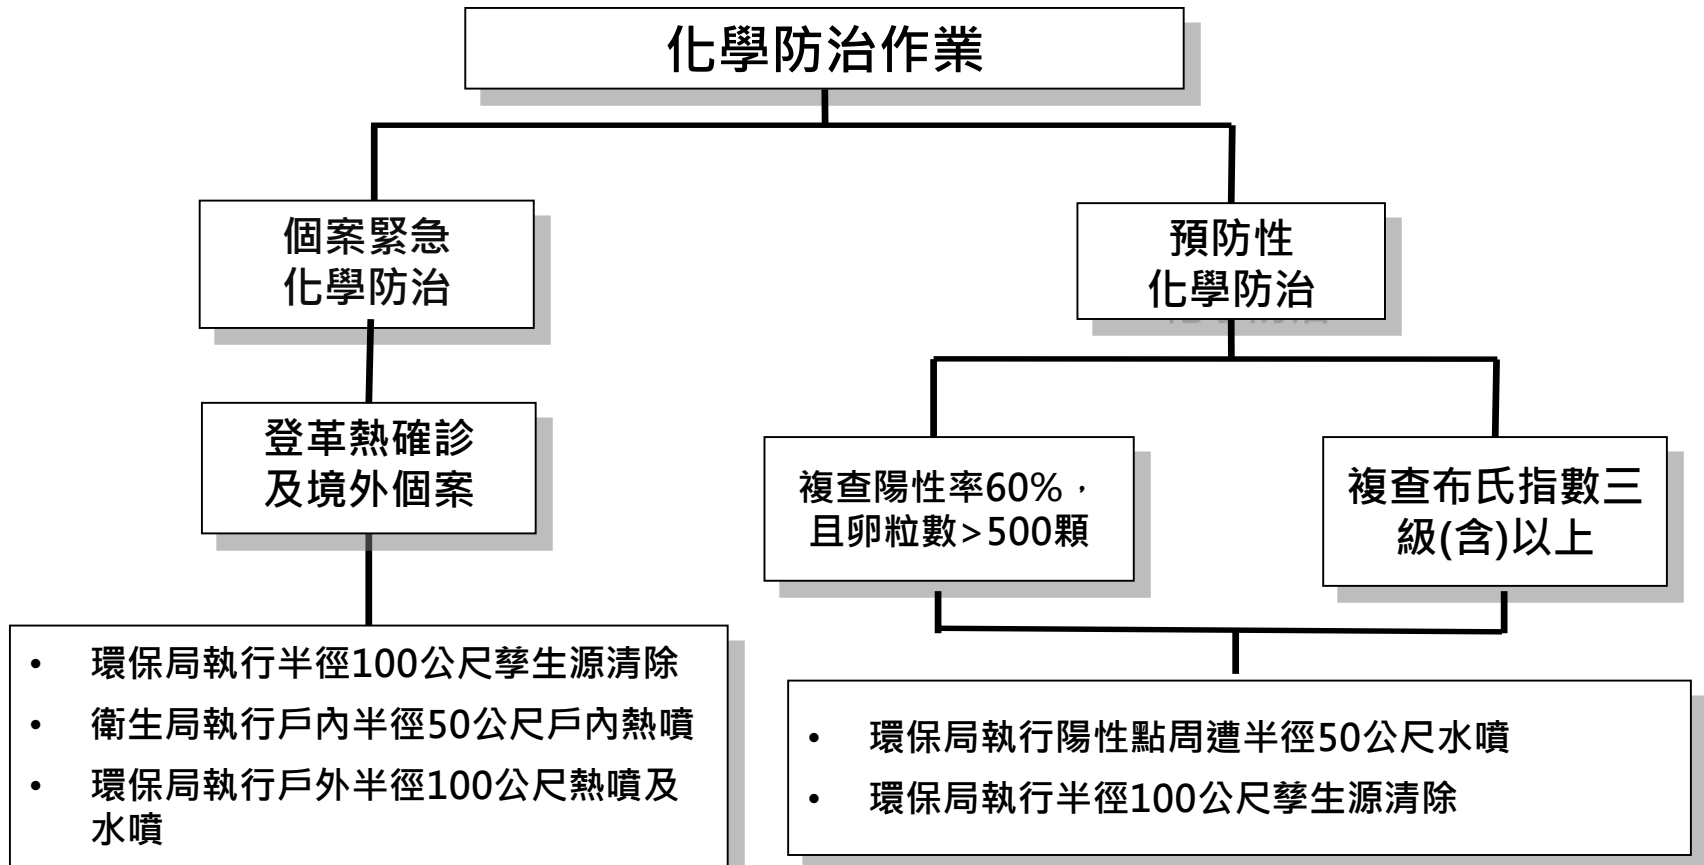 化學防治作業
個案緊急
化學防治
預防性
化學防治
登革熱確診
及境外個案
複查陽性率60%，
且卵粒數>500顆
複查布氏指數三
級(含)以上
• 環保局執行半徑100公尺孳生源清除
• 衛生局執行戶內半徑50公尺戶內熱噴
• 環保局執行戶外半徑100公尺熱噴及
水噴
• 環保局執行陽性點周遭半徑50公尺水噴
• 環保局執行半徑100公尺孳生源清除